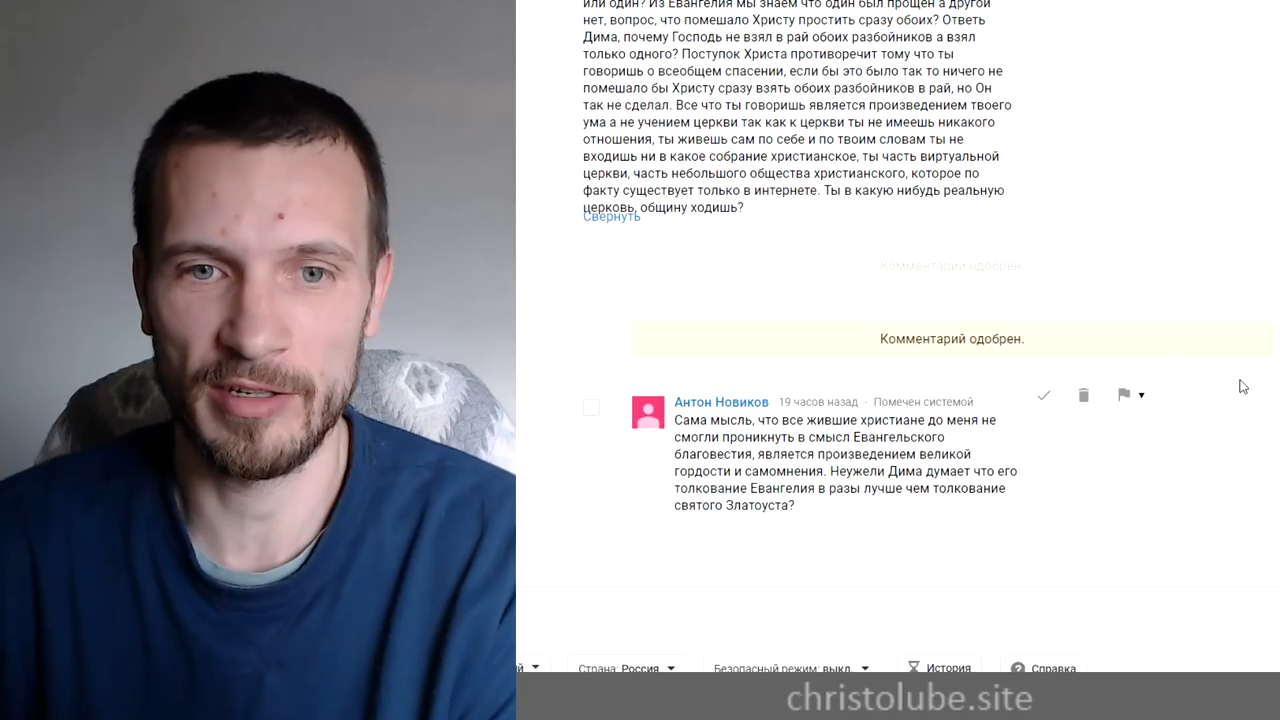 или один? Из Евангелия мы знаем что один был прощен а другой
нет, вопрос, что помешало Христу простить сразу обоих? Ответь
Дима, почему Господь не взял в рай обоих разбойников а взял
только одного? Поступок Христа противоречит тому что ты
говоришь о всеобщем спасении, если бы это было так то ничего не
помешало бы Христу сразу взять обоих разбойников в рай, но Он
так не сделал. Все что ты говоришь является произведением твоего
ума а не учением церкви так как к церкви ты не имеешь никакого
отношения, ты живешь сам по себе и по твоим словам ты не
входишь ни в какое собрание христианское, ты часть виртуальной
церкви, часть небольшого общества христианского, которое по
факту существует только в интернете. Ты в какую нибудь реальную
церковь, общину ходишь?
Свернуть
Комментарий одобрен.
Комментарий одобрен.
Антон Новиков 19 часов назад · Помечен системой
Сама мысль, что все жившие христиане до меня не
смогли проникнуть в смысл Евангельского
благовестия, является произведением великой
гордости и самомнения. Неужели Дима думает что его
толкование Евангелия в разы лучше чем толкование
святого Златоуста?
й Страна: Россия Безопасный режим: выкл. История Справка
christolube.site